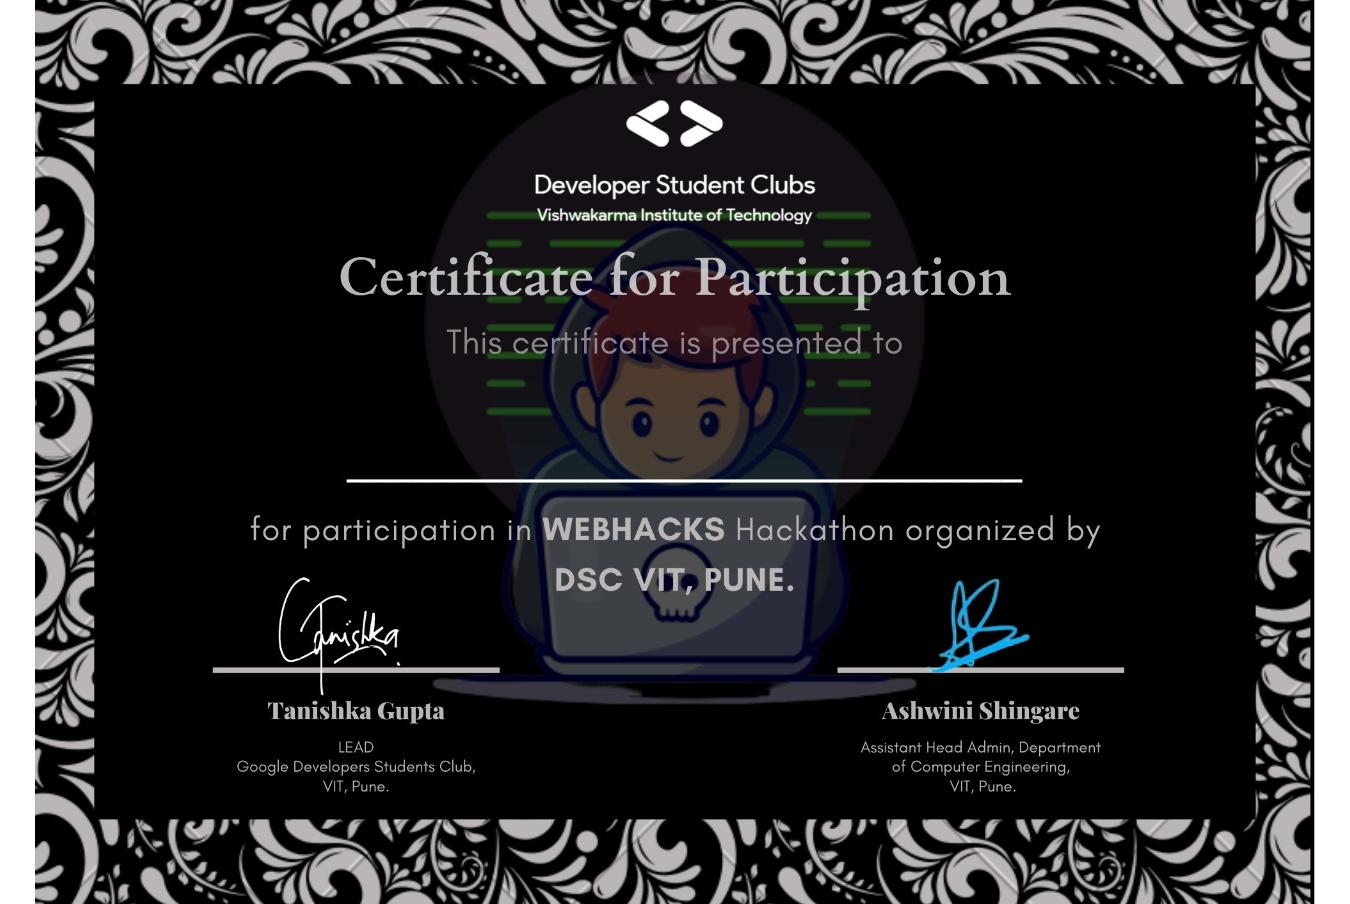 Developer Student Clubs
Vishwakarma Institute of Technology
Certificate for Participation
This certificate is presented to
for participation in WEBHACKS Hackathon organized by
DSC VIT, PUNE.
Tanishka
Tanishka Gupta
LEAD
Google Developers Students Club,
VIT, Pune.
Ashwini Shingare
Assistant Head Admin, Department
of Computer Engineering,
VIT, Pune.